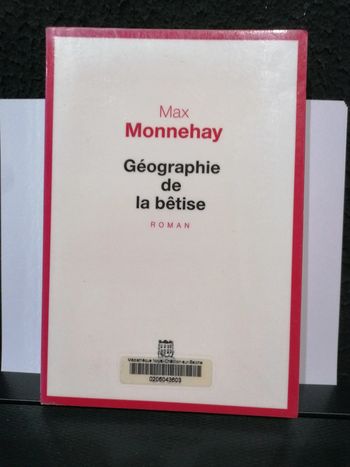 Max
Monnehay
Géographie
de
la bêtise
ROMAN
0206043603